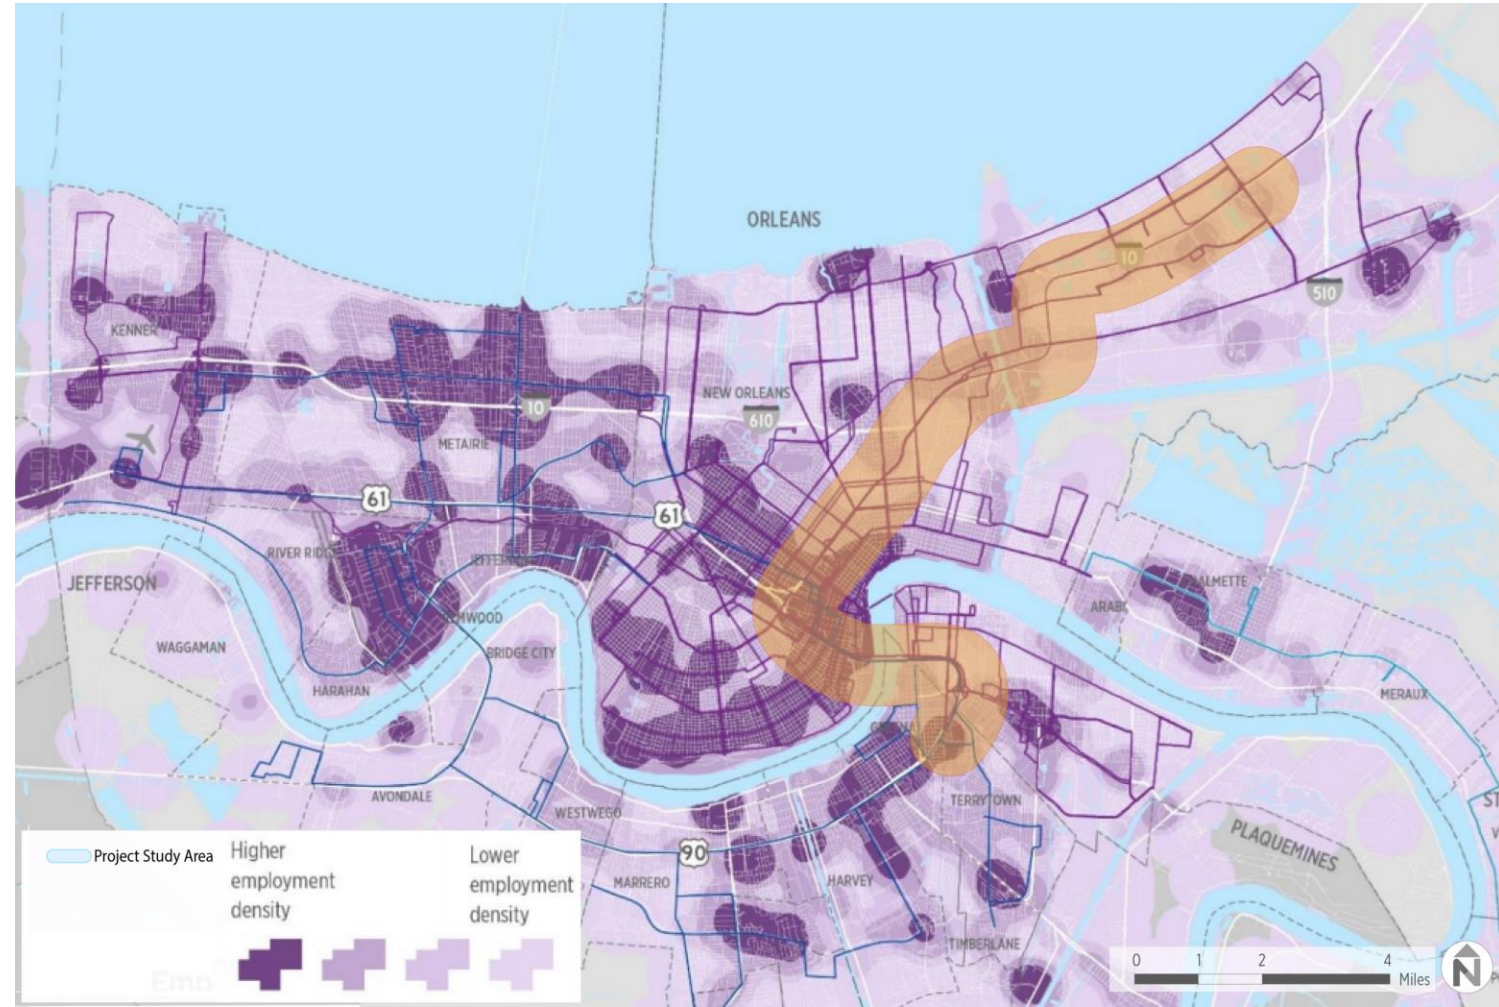 ORLEANS
10
510
KENNER
NEW ORLEANS
610
10
METAIRIE
61
61
RIVER RIDGE
JEFFERSON
JEFFERSON
CHALMETTE
ARABI
ELMWOOD
WAGGAMAN
BRIDGE CITY
HARAHAN
MERAUX
AVONDALE
TERRYTOWN
WESTWEGO
PLAQUEMINES
90
MARRERO
HARVEY
TIMBERLANE
Project Study Area
Higher
employment
density
Lower
employment
density
0 1 2 4
Miles
N